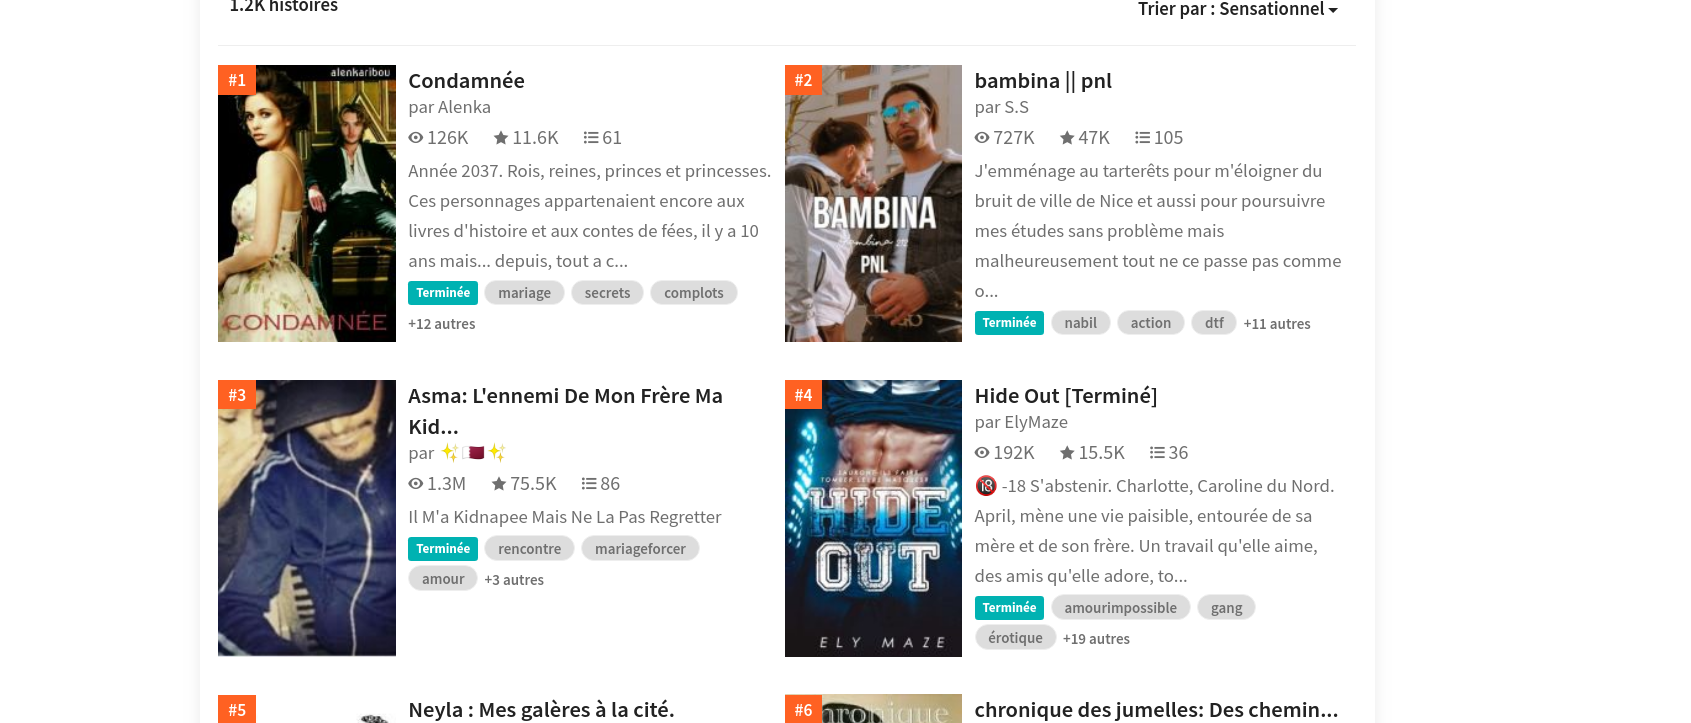 1.2K histoires
Trier par : Sensationnel
#1
alenkaribou
CONDAMNÉE
Condamnée
par Alenka
126K 11.6K 61
Année 2037. Rois, reines, princes et princesses.
Ces personnages appartenaient encore aux
livres d'histoire et aux contes de fées, il y a 10
ans mais... depuis, tout a c...
Terminée mariage secrets complots
+12 autres
#2
BAMBINA
PNL
bambina || pnl
par S.S
727K 47K 105
J'emménage au tarterêts pour m'éloigner du
bruit de ville de Nice et aussi pour poursuivre
mes études sans problème mais
malheureusement tout ne ce passe pas comme
o...
Terminée nabil action dtf +11 autres
#3
Asma: L'ennemi De Mon Frère Ma
Kid...
par ✨🇶🇦✨
1.3M 75.5K 86
Il M'a Kidnapee Mais Ne La Pas Regretter
Terminée rencontre mariageforcer
amour +3 autres
#4
SAURONT-ILS FAIRE
TOMBER LEURS MASQUES?
HIDE
OUT
ELY MAZE
Hide Out [Terminé]
par ElyMaze
192K 15.5K 36
🔞 -18 S'abstenir. Charlotte, Caroline du Nord.
April, mène une vie paisible, entourée de sa
mère et de son frère. Un travail qu'elle aime,
des amis qu'elle adore, to...
Terminée amourimpossible gang
érotique +19 autres
#5
Neyla : Mes galères à la cité.
#6
hronique
chronique des jumelles: Des chemin...